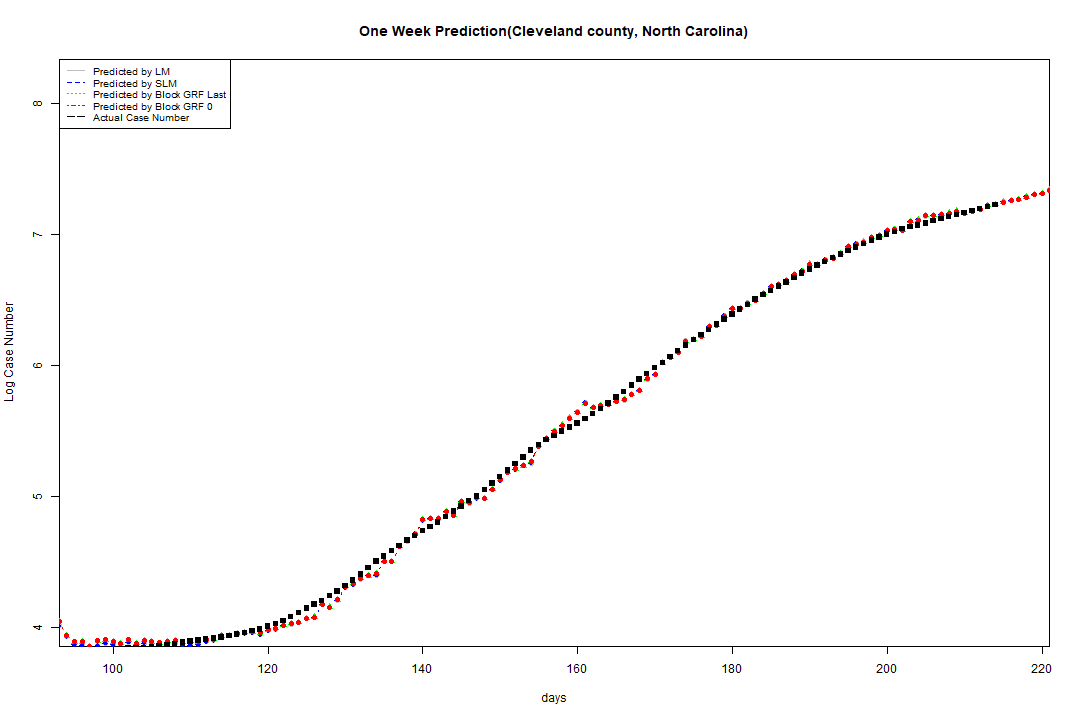 One Week Prediction(Cleveland county, North Carolina)
Predicted by LM
Predicted by SLM
Predicted by Block GRF Last
Predicted by Block GRF 0
Actual Case Number
8
7
6
5
4
Log Case Number
100 120 140 160 180 200 220
days